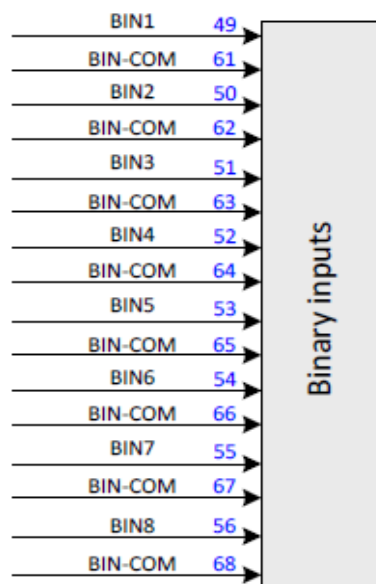 BIN1 49
BIN-COM 61
BIN2 50
BIN-COM 62
BIN3 51
BIN-COM 63
BIN4 52
BIN-COM 64
BIN5 53
BIN-COM 65
BIN6 54
BIN-COM 66
BIN7 55
BIN-COM 67
BIN8 56
BIN-COM 68
Binary inputs